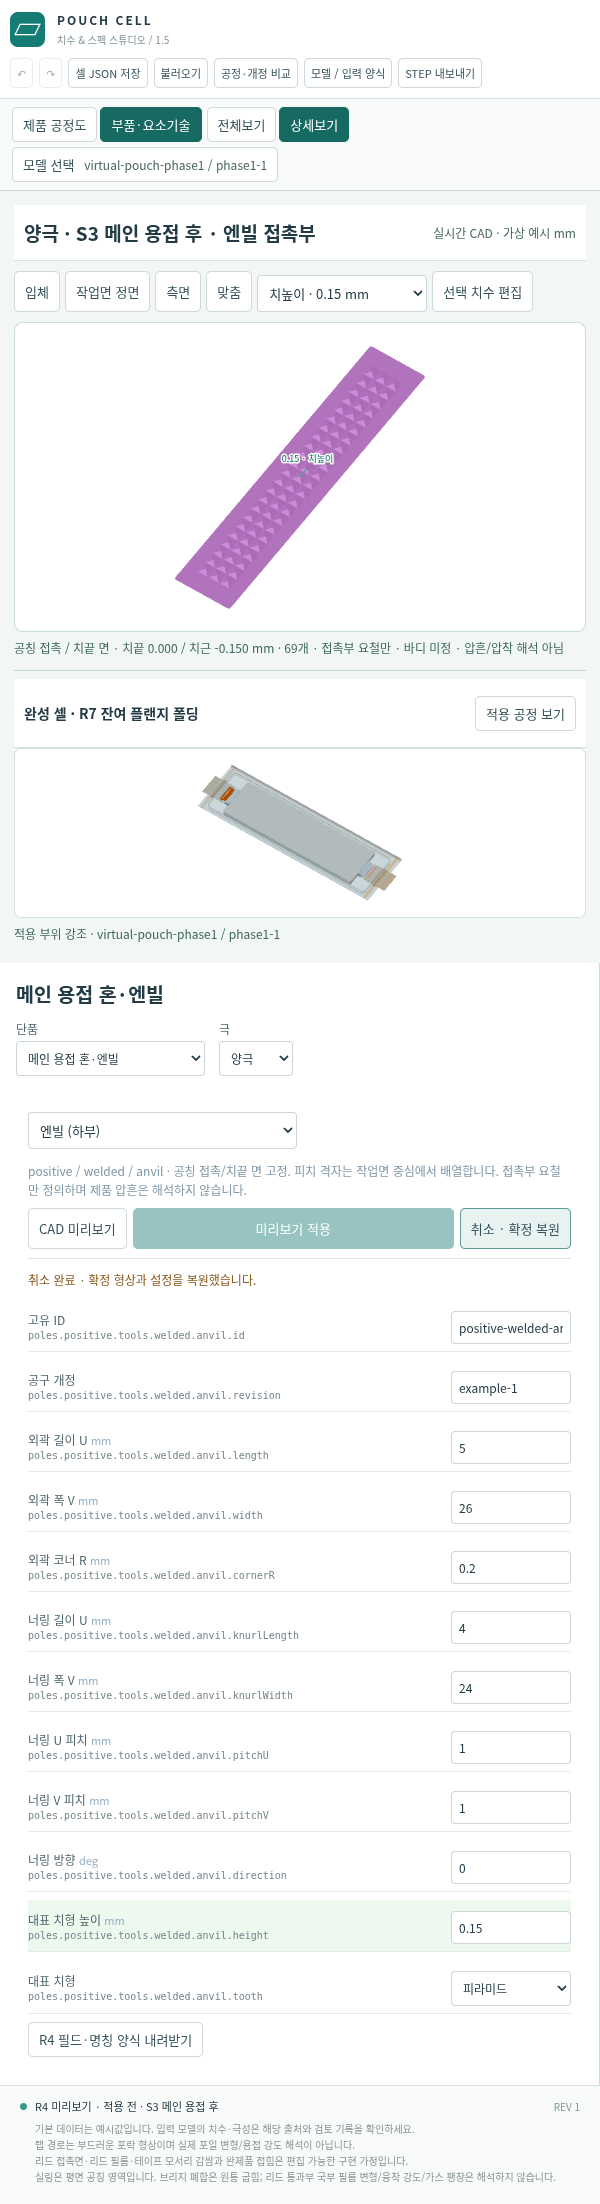 POUCH CELL
치수 & 스펙 스튜디오 / 1.5
↶ ↷ 셀 JSON 저장 불러오기 공정·개정 비교 모델 / 입력 양식 STEP 내보내기
제품 공정도 부품·요소기술 전체보기 상세보기
모델 선택 virtual-pouch-phase1 / phase1-1
양극 · S3 메인 용접 후 · 엔빌 접촉부 실시간 CAD · 가상 예시 mm
입체 작업면 정면 측면 맞춤 치높이 · 0.15 mm 선택 치수 편집
0.15 · 치높이
공칭 접촉 / 치끝 면 · 치끝 0.000 / 치근 -0.150 mm · 69개 · 접촉부 요철만 · 바디 미정 · 압흔/압착 해석 아님
완성 셀 · R7 잔여 플랜지 폴딩 적용 공정 보기
적용 부위 강조 · virtual-pouch-phase1 / phase1-1
메인 용접 혼·엔빌
단품 극
메인 용접 혼·엔빌 양극
엔빌 (하부)
positive / welded / anvil · 공칭 접촉/치끝 면 고정. 피치 격자는 작업면 중심에서 배열합니다. 접촉부 요철
만 정의하며 제품 압흔은 해석하지 않습니다.
CAD 미리보기 미리보기 적용 취소 · 확정 복원
취소 완료 · 확정 형상과 설정을 복원했습니다.
고유 ID
poles.positive.tools.welded.anvil.id
positive-welded-an
공구 개정
poles.positive.tools.welded.anvil.revision
example-1
외곽 길이 U mm
poles.positive.tools.welded.anvil.length
5
외곽 폭 V mm
poles.positive.tools.welded.anvil.width
26
외곽 코너 R mm
poles.positive.tools.welded.anvil.cornerR
0.2
너링 길이 U mm
poles.positive.tools.welded.anvil.knurlLength
4
너링 폭 V mm
poles.positive.tools.welded.anvil.knurlWidth
24
너링 U 피치 mm
poles.positive.tools.welded.anvil.pitchU
1
너링 V 피치 mm
poles.positive.tools.welded.anvil.pitchV
1
너링 방향 deg
poles.positive.tools.welded.anvil.direction
0
대표 치형 높이 mm
poles.positive.tools.welded.anvil.height
0.15
대표 치형
poles.positive.tools.welded.anvil.tooth
피라미드
R4 필드·명칭 양식 내려받기
R4 미리보기 · 적용 전 · S3 메인 용접 후 REV 1
기본 데이터는 예시값입니다. 입력 모델의 치수·극성은 해당 출처와 검토 기록을 확인하세요.
탭 경로는 부드러운 포락 형상이며 실제 포일 변형/용접 강도 해석이 아닙니다.
리드 접촉면·리드 필름·테이프 모서리 감쌈과 완제품 접힘은 편집 가능한 구현 가정입니다.
실링은 평면 공칭 영역입니다. 브리지 폐합은 원통 굽힘; 리드 통과부 국부 필름 변형/융착 강도/가스 팽창은 해석하지 않습니다.